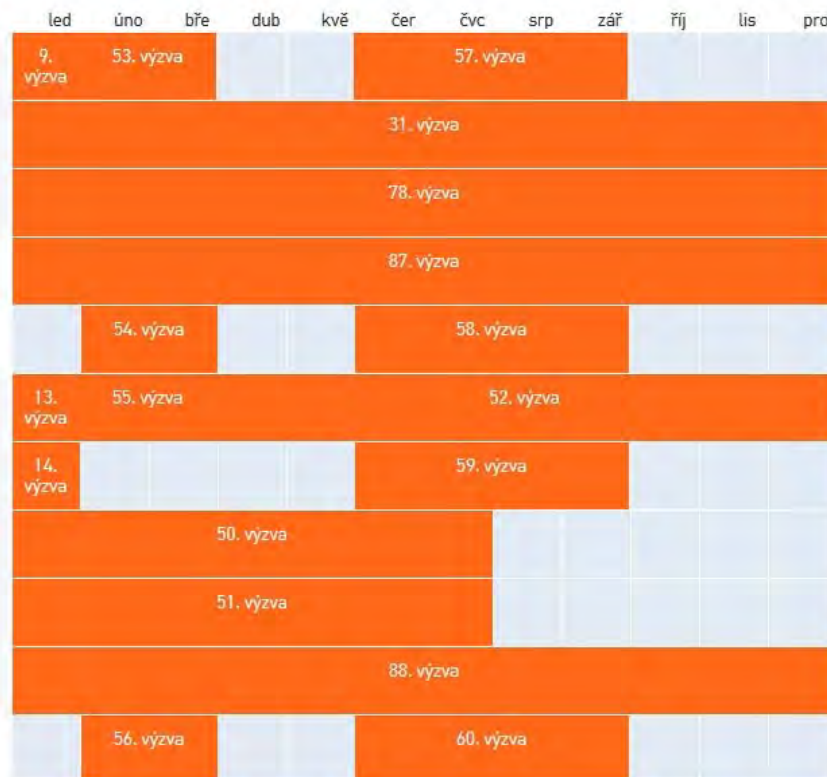 led úno bře dub kvě čer čvc srp zář říj lis pro
9. výzva 53. výzva 57. výzva
31. výzva
78. výzva
87. výzva
54. výzva 58. výzva
13. výzva 55. výzva 52. výzva
14. výzva 59. výzva
50. výzva
51. výzva
88. výzva
56. výzva 60. výzva